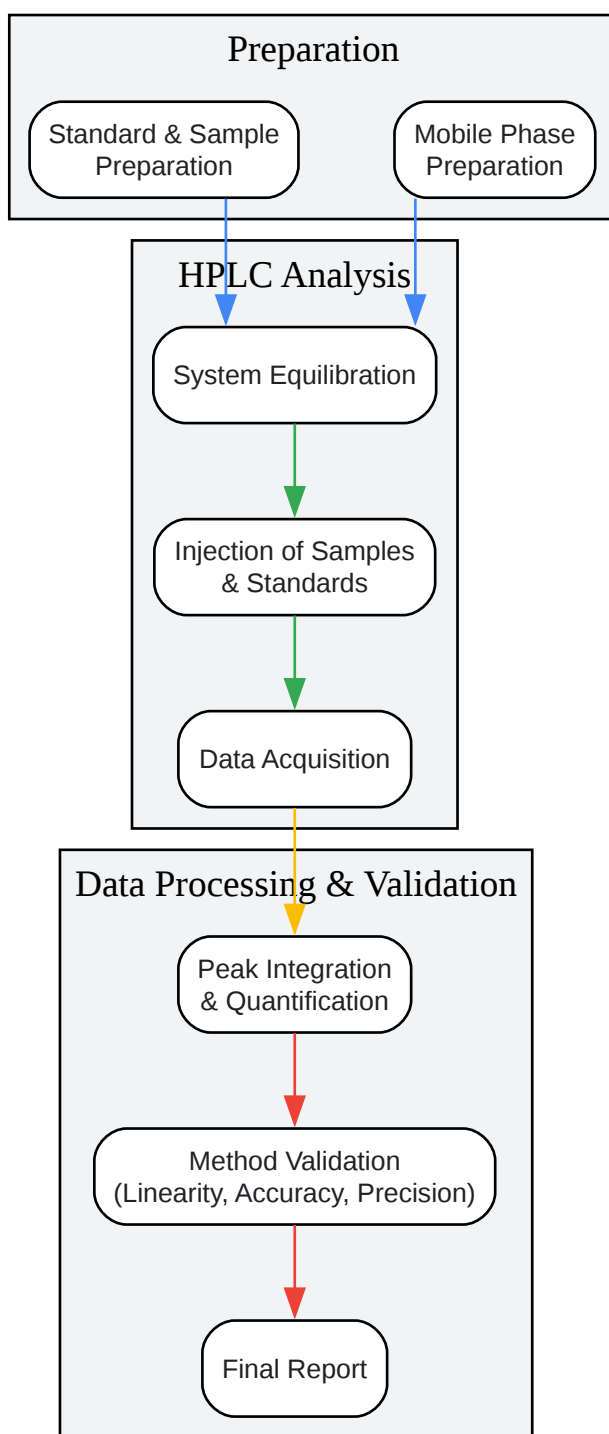 Preparation
Standard & Sample
Preparation
Mobile Phase
Preparation
HPLC Analysis
System Equilibration
Injection of Samples
& Standards
Data Acquisition
Data Processing & Validation
Peak Integration
& Quantification
Method Validation
(Linearity, Accuracy, Precision)
Final Report